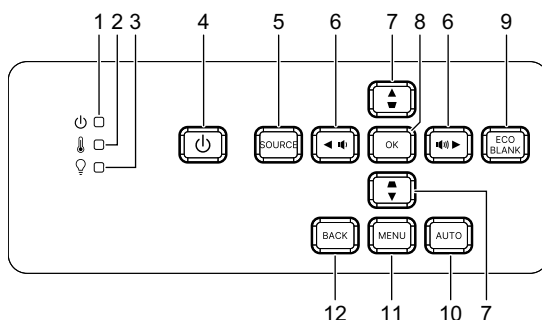 1 2 3 4 5 6 7 8 6 9
SOURCE OK ECO
BLANK
BACK MENU AUTO
12 11 10 7